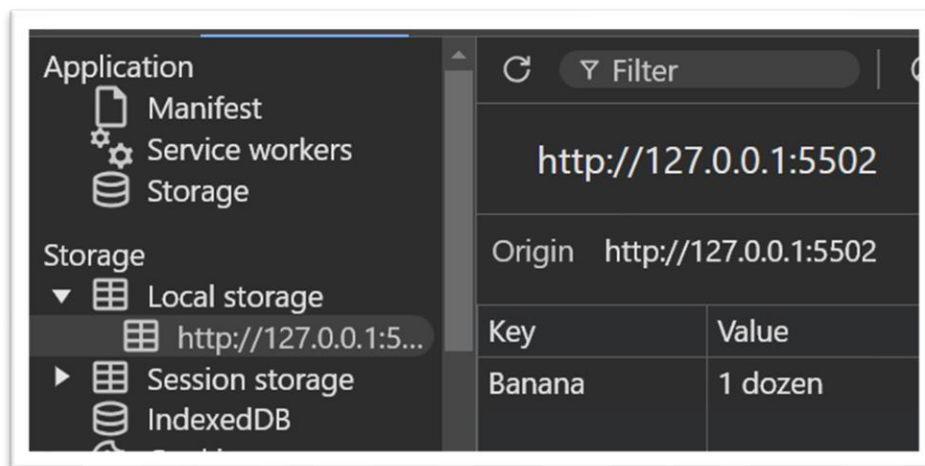 Application
Manifest
Service workers
Storage
Storage
Local storage
http://127.0.0.1:5...
Session storage
IndexedDB
Filter
http://127.0.0.1:5502
Origin http://127.0.0.1:5502
Key Value
Banana 1 dozen